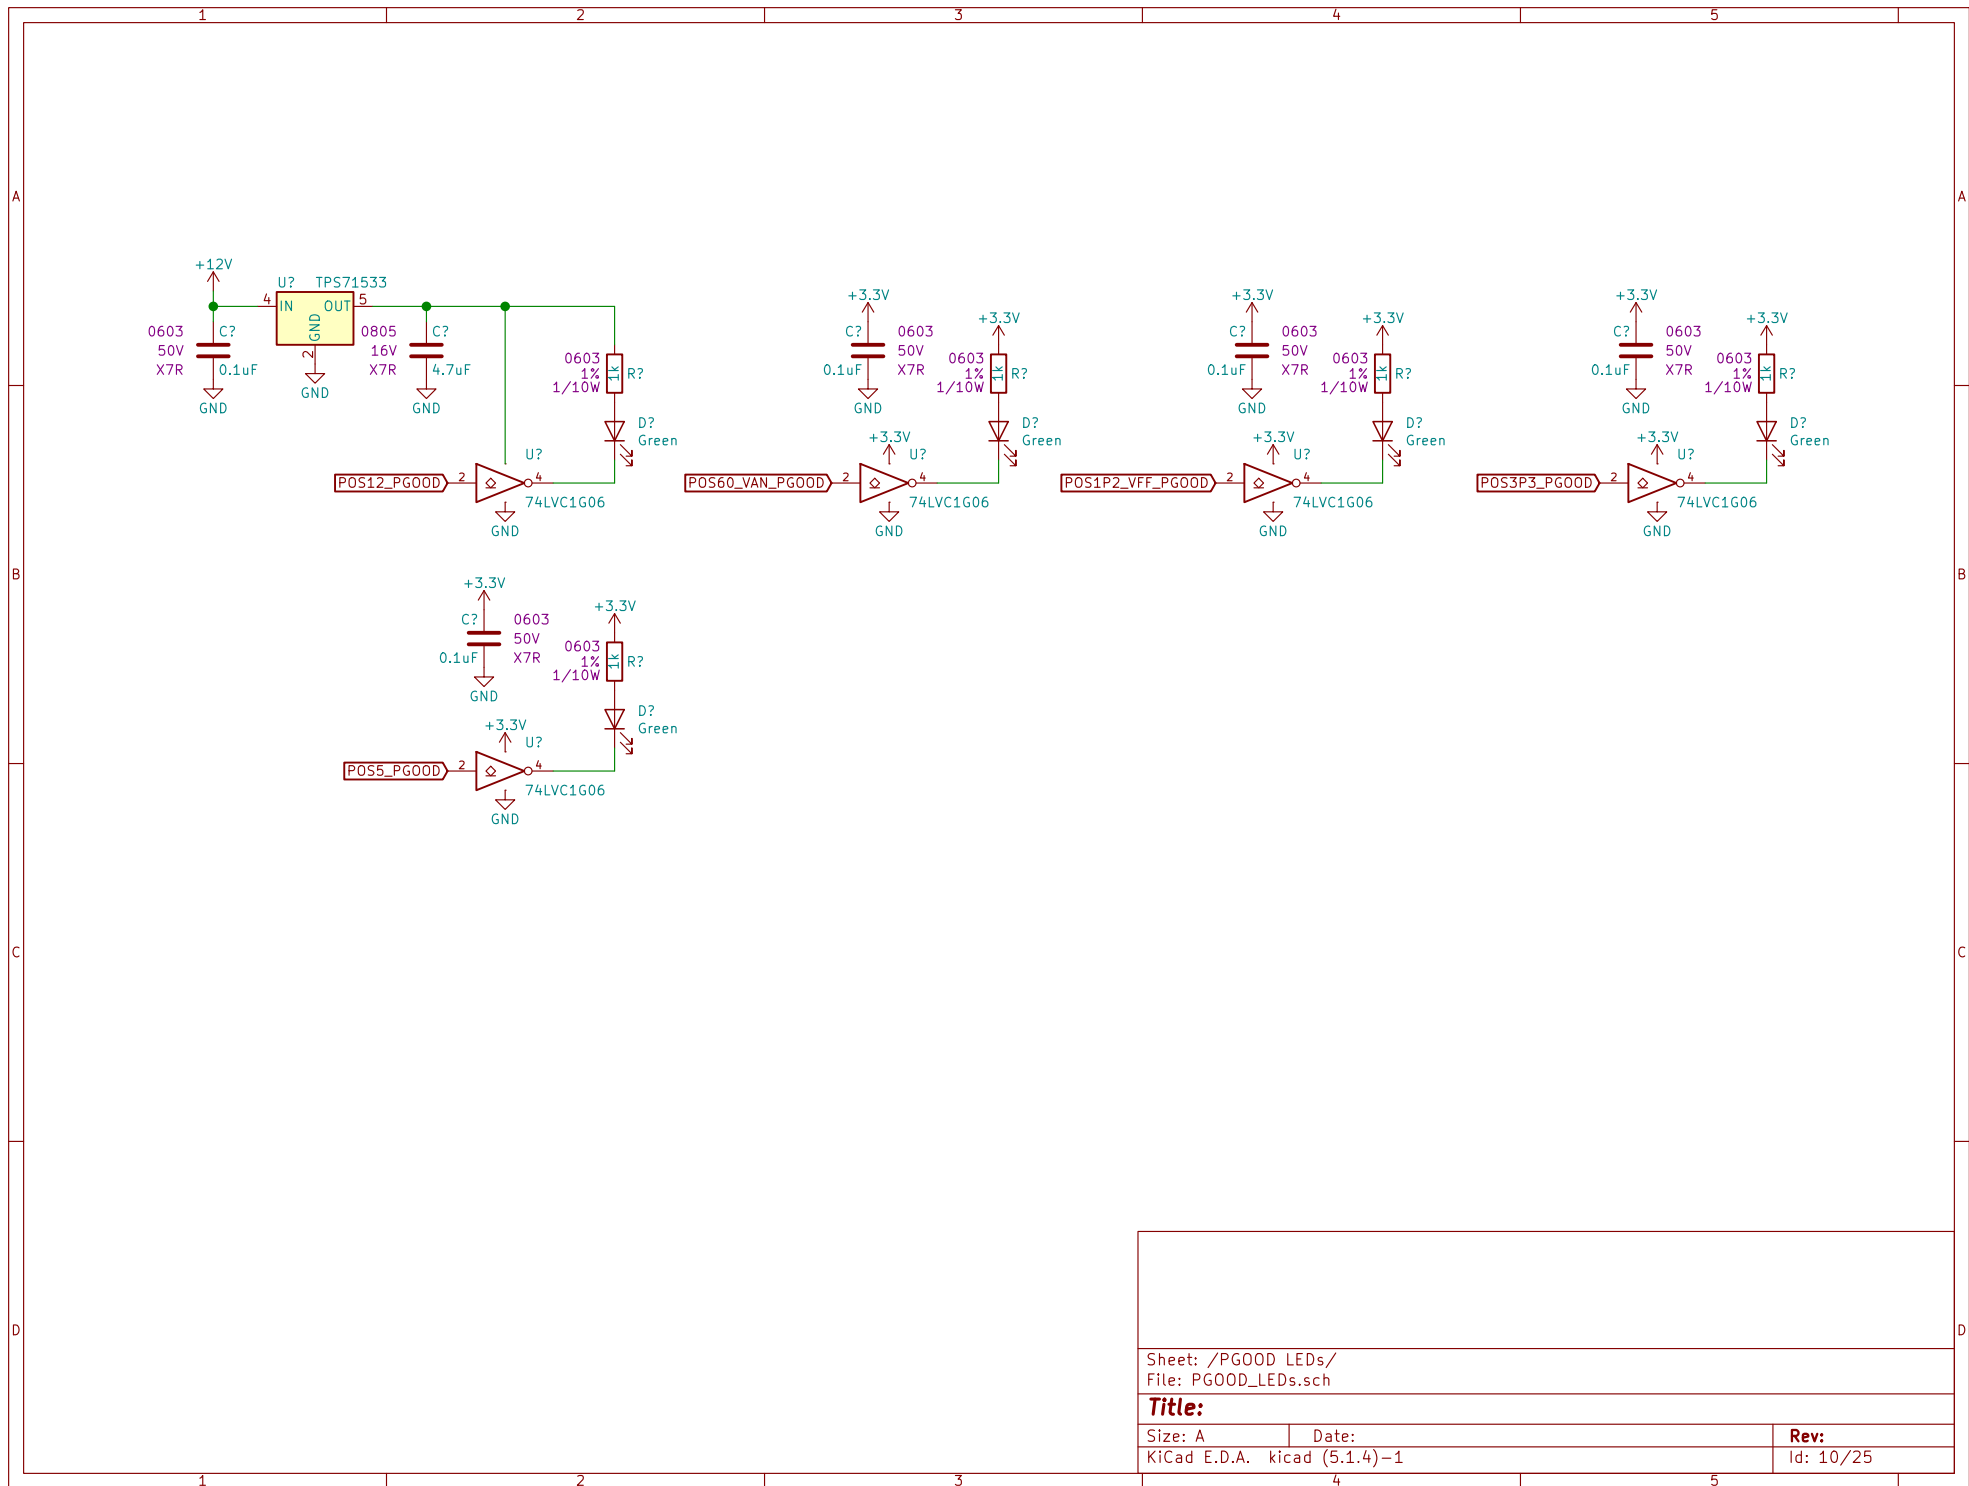 1 2 3 4 5
A A
+12V
U? TPS71533
4 IN OUT 5
GND
2
GND
0603 C?
50V
X7R 0.1uF
GND
0805 C?
16V
X7R 4.7uF
GND
0603
1%
1/10W
1k R?
D?
Green
U?
POS12_PGOOD 2 4
74LVC1G06
GND
+3.3V
C? 0603
50V
0.1uF X7R
GND
+3.3V
0603
1%
1/10W
1k R?
D?
Green
+3.3V
U?
POS60_VAN_PGOOD 2 4
74LVC1G06
GND
+3.3V
C? 0603
50V
0.1uF X7R
GND
+3.3V
0603
1%
1/10W
1k R?
D?
Green
+3.3V
U?
POS1P2_VFF_PGOOD 2 4
74LVC1G06
GND
+3.3V
C? 0603
50V
0.1uF X7R
GND
+3.3V
0603
1%
1/10W
1k R?
D?
Green
+3.3V
U?
POS3P3_PGOOD 2 4
74LVC1G06
GND
B B
+3.3V
C? 0603
50V
0.1uF X7R
GND
+3.3V
0603
1%
1/10W
1k R?
D?
Green
+3.3V
U?
POS5_PGOOD 2 4
74LVC1G06
GND
C C
D D
Sheet: /PGOOD LEDs/
File: PGOOD_LEDs.sch
Title:
Size: A Date: Rev:
KiCad E.D.A. kicad (5.1.4)-1 Id: 10/25
1 2 3 4 5